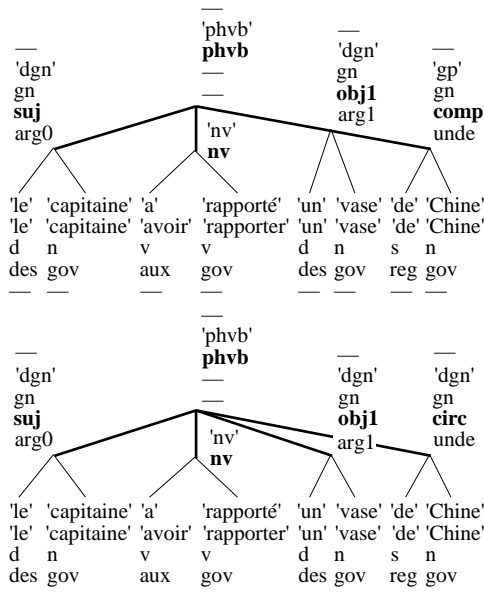 —
'phvb'
— phvb —
'dgn' — 'dgn' 'gp'
gn — gn gn
suj obj1 comp
arg0 'nv' arg1 unde
nv
'le' 'capitaine' 'a' 'rapporté' 'un' 'vase' 'de' 'Chine'
'le' 'capitaine' 'avoir' 'rapporter' 'un' 'vase' 'de' 'Chine'
d n v v d n s n
des gov aux gov des gov reg gov
— — — — — — — —
—
'phvb'
— phvb — —
'dgn' — 'dgn' 'dgn'
gn — gn gn
suj obj1 circ
arg0 'nv' arg1 unde
nv
'le' 'capitaine' 'a' 'rapporté' 'un' 'vase' 'de' 'Chine'
'le' 'capitaine' 'avoir' 'rapporter' 'un' 'vase' 'de' 'Chine'
d n v v d n s n
des gov aux gov des gov reg gov